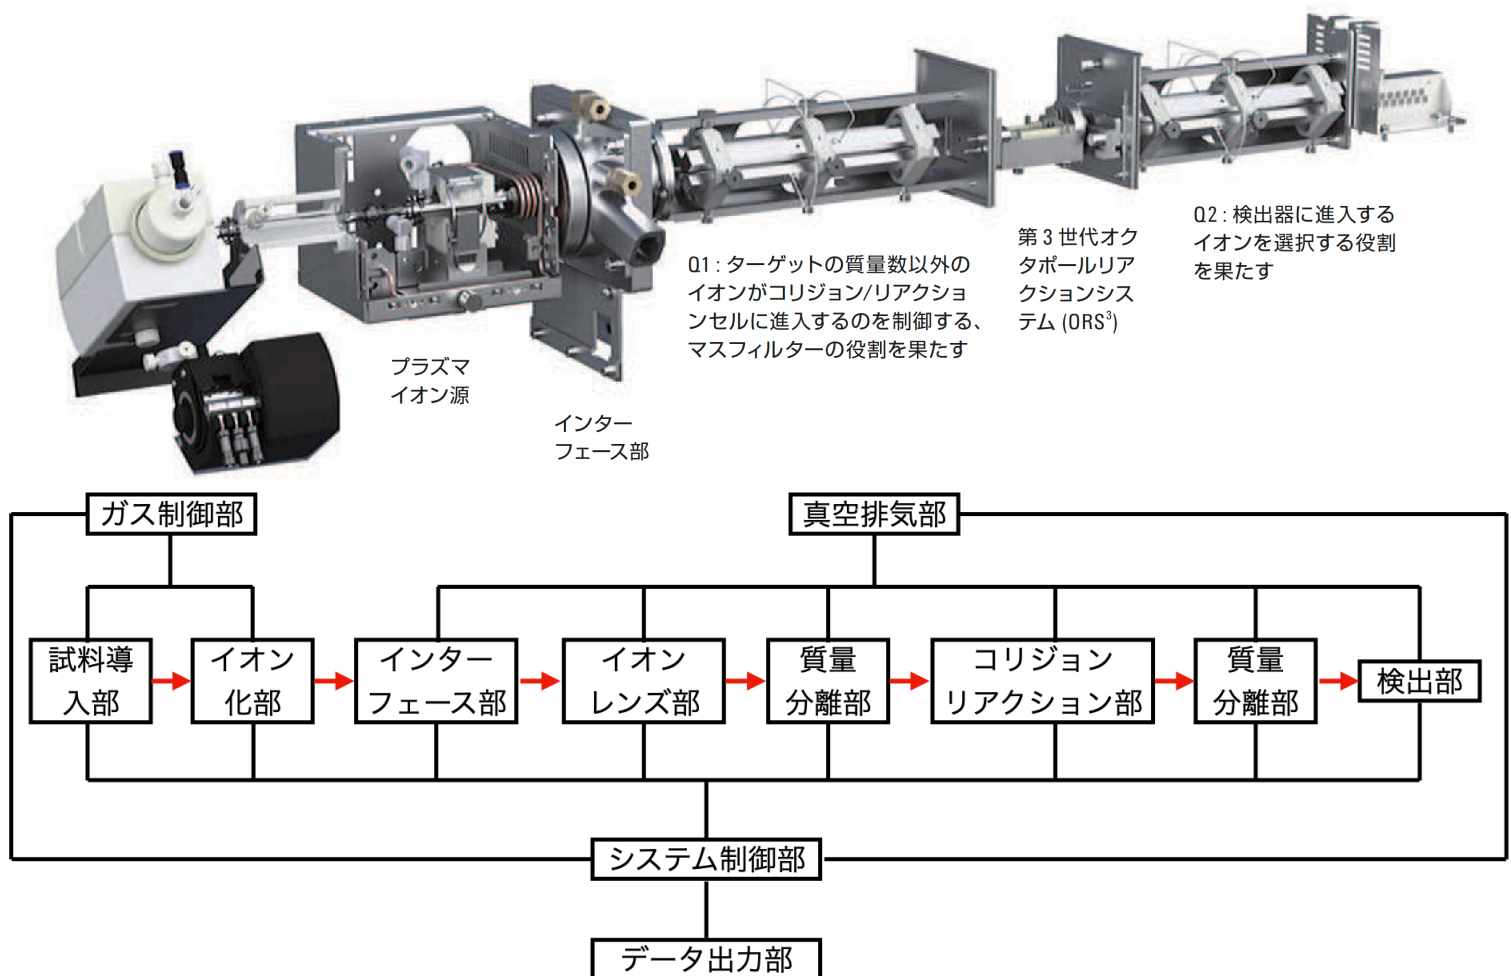 プラズマ
イオン源
インター
フェース部
Q1 : ターゲットの質量数以外の
イオンがコリジョン/リアクショ
ンセルに進入するのを制御する、
マスフィルターの役割を果たす
第 3 世代オク
タポールリア
クションシス
テム (ORS³)
Q2 : 検出器に進入する
イオンを選択する役割
を果たす
ガス制御部
真空排気部
試料導
入部
イオン
化部
インター
フェース部
イオン
レンズ部
質量
分離部
コリジョン
リアクション部
質量
分離部
検出部
システム制御部
データ出力部